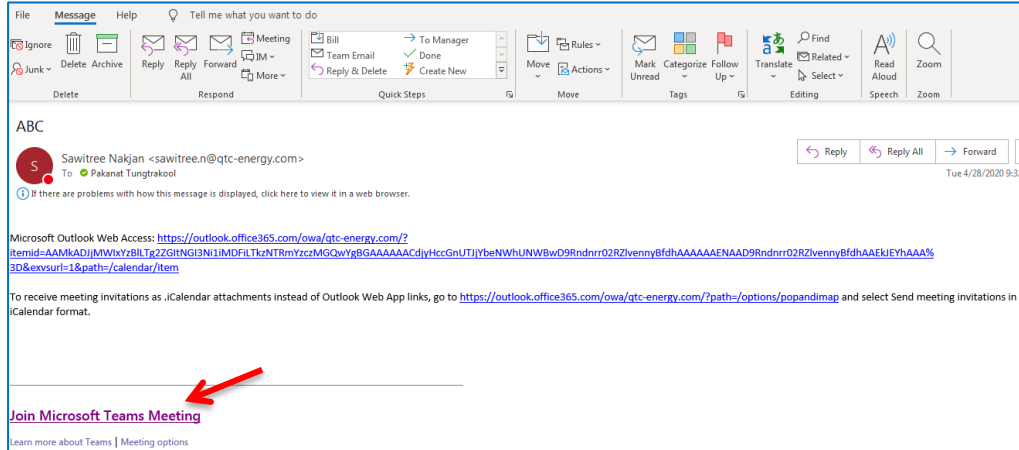 File Message Help Tell me what you want to do
Ignore
Junk
Delete Archive
Reply Reply All Forward
Meeting
IM
More
Bill
Team Email
Reply & Delete
To Manager
Done
Create New
Move
Rules
Actions
Mark Unread Categorize Follow Up
Translate
Find
Related
Select
Read Aloud
Zoom
Delete Respond Quick Steps Move Tags Editing Speech Zoom
ABC
S
Sawitree Nakjan <sawitree.n@qtc-energy.com>
To Pakanat Tungtrakool
Reply Reply All Forward
Tue 4/28/2020
If there are problems with how this message is displayed, click here to view it in a web browser.
Microsoft Outlook Web Access: https://outlook.office365.com/owa/qtc-energy.com/?
itemid=AAMkADJjMWIxYzBlLTg2ZGItNGI3Ni1iMDFiLTkzNTRmYzczMGQwYgBGAAAAAACdjyHccGnUTJjYbeNWhUNWBwD9Rndnrr02RZlvennyBfdhAAAAAAENAAD9Rndnrr02RZlvennyBfdhAAEkJEYhAAA%
3D&exvsurl=1&path=/calendar/item
To receive meeting invitations as .iCalendar attachments instead of Outlook Web App links, go to https://outlook.office365.com/owa/qtc-energy.com/?path=/options/popandimap and select Send meeting invitations in
iCalendar format.
Join Microsoft Teams Meeting
Learn more about Teams | Meeting options